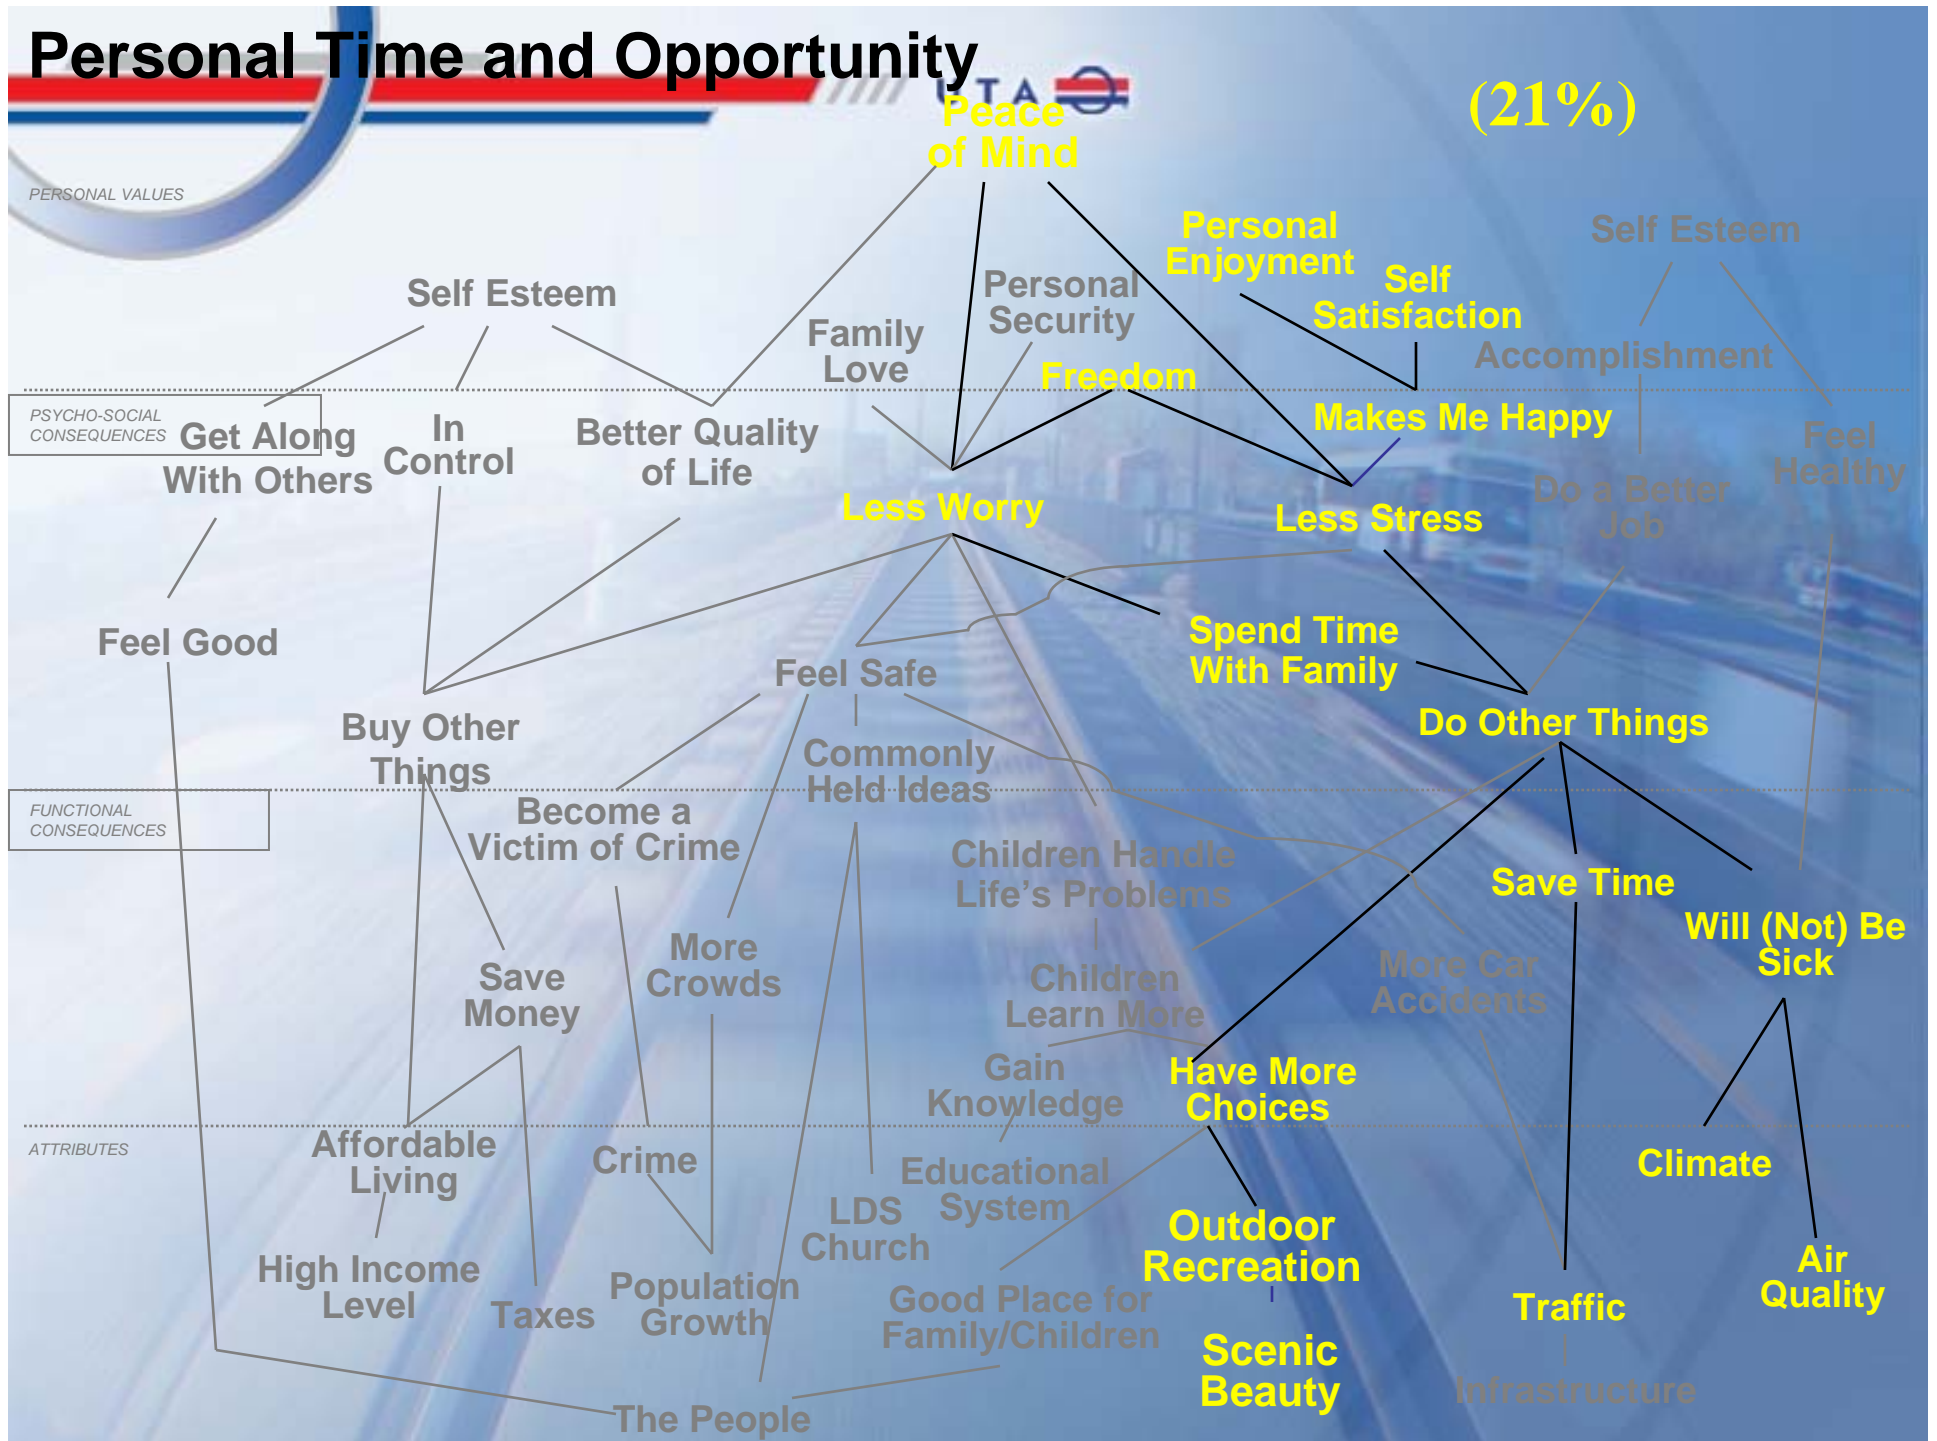 Personal Time and Opportunity
UTA
(21%)
Peace
of Mind
PERSONAL VALUES
Personal
Enjoyment
Self Esteem
Self
Satisfaction
Self Esteem
Personal
Security
Family
Love
Accomplishment
Freedom
PSYCHO-SOCIAL
CONSEQUENCES
Get Along
With Others
In
Control
Better Quality
of Life
Makes Me Happy
Feel
Healthy
Less Worry
Less Stress
Do a Better
Job
Feel Good
Feel Safe
Spend Time
With Family
Buy Other
Things
Commonly
Held Ideas
Do Other Things
FUNCTIONAL
CONSEQUENCES
Become a
Victim of Crime
Children Handle
Life's Problems
Save Time
Will (Not) Be
Sick
Save
Money
More
Crowds
Children
Learn More
More Car
Accidents
Gain
Knowledge
Have More
Choices
ATTRIBUTES
Affordable
Living
Crime
LDS
Church
Educational
System
Climate
Outdoor
Recreation
High Income
Level
Taxes
Population
Growth
Good Place for
Family/Children
Traffic
Air
Quality
Scenic
Beauty
Infrastructure
The People